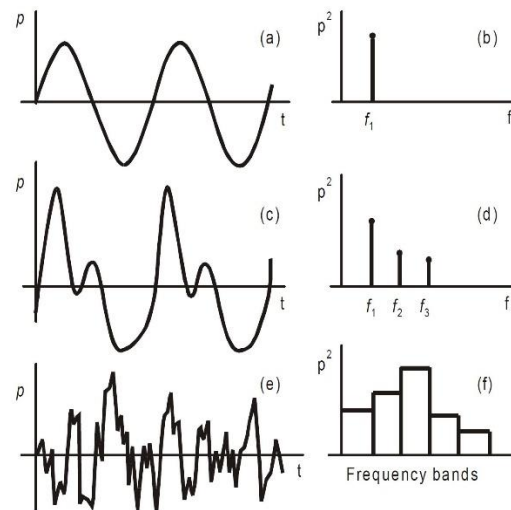 p
(a)
t
p²
(b)
f₁
f
p
(c)
t
p²
(d)
f₁ f₂ f₃
f
p
(e)
t
p²
(f)
Frequency bands